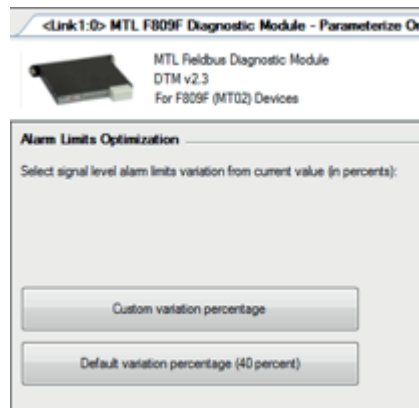 <Link1:0> MTL F809F Diagnostic Module - Parameterize O
MTL Fieldbus Diagnostic Module
DTM v2.3
For F809F (MT02) Devices
Alarm Limits Optimization
Select signal level alarm limits variation from current value (in percents):
Custom variation percentage
Default variation percentage (40 percent)